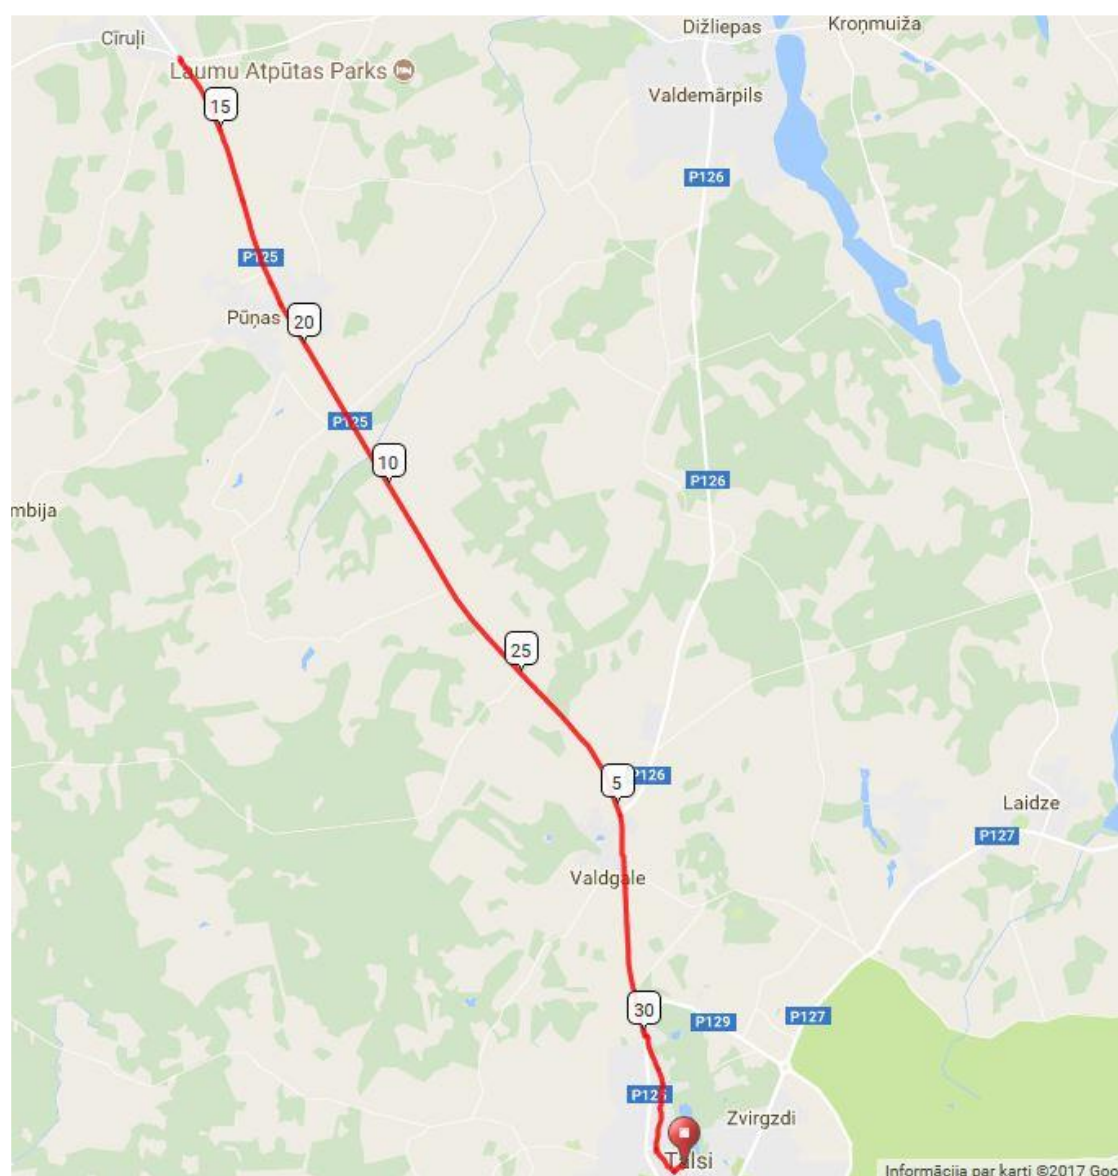 Dižliepas
Kroņmuiža
Cīruļi
Laumu Atpūtas Parks
Valdemārpils
15
P126
P125
Pūņas
20
P125
10
P126
mbija
25
P126
5
Laidze
P127
Valdgale
30
P129
P127
P125
Zvirgzdi
Talsi
Informācija par karti ©2017 Goo